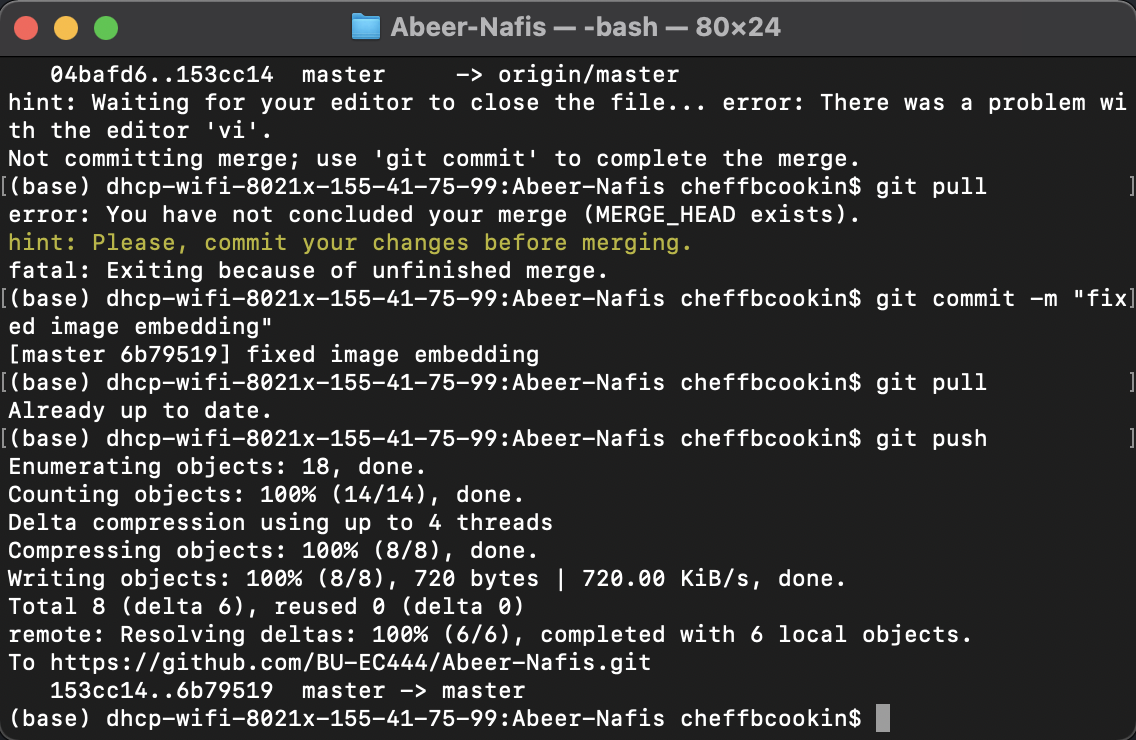 Abeer-Nafis — -bash — 80×24
04bafd6..153cc14  master     -> origin/master
hint: Waiting for your editor to close the file... error: There was a problem wi
th the editor 'vi'.
Not committing merge; use 'git commit' to complete the merge.
[(base) dhcp-wifi-8021x-155-41-75-99:Abeer-Nafis cheffbcookin$ git pull ]
error: You have not concluded your merge (MERGE_HEAD exists).
hint: Please, commit your changes before merging.
fatal: Exiting because of unfinished merge.
[(base) dhcp-wifi-8021x-155-41-75-99:Abeer-Nafis cheffbcookin$ git commit -m "fix]
ed image embedding"
[master 6b79519] fixed image embedding
[(base) dhcp-wifi-8021x-155-41-75-99:Abeer-Nafis cheffbcookin$ git pull ]
Already up to date.
[(base) dhcp-wifi-8021x-155-41-75-99:Abeer-Nafis cheffbcookin$ git push ]
Enumerating objects: 18, done.
Counting objects: 100% (14/14), done.
Delta compression using up to 4 threads
Compressing objects: 100% (8/8), done.
Writing objects: 100% (8/8), 720 bytes | 720.00 KiB/s, done.
Total 8 (delta 6), reused 0 (delta 0)
remote: Resolving deltas: 100% (6/6), completed with 6 local objects.
To https://github.com/BU-EC444/Abeer-Nafis.git
153cc14..6b79519  master -> master
(base) dhcp-wifi-8021x-155-41-75-99:Abeer-Nafis cheffbcookin$